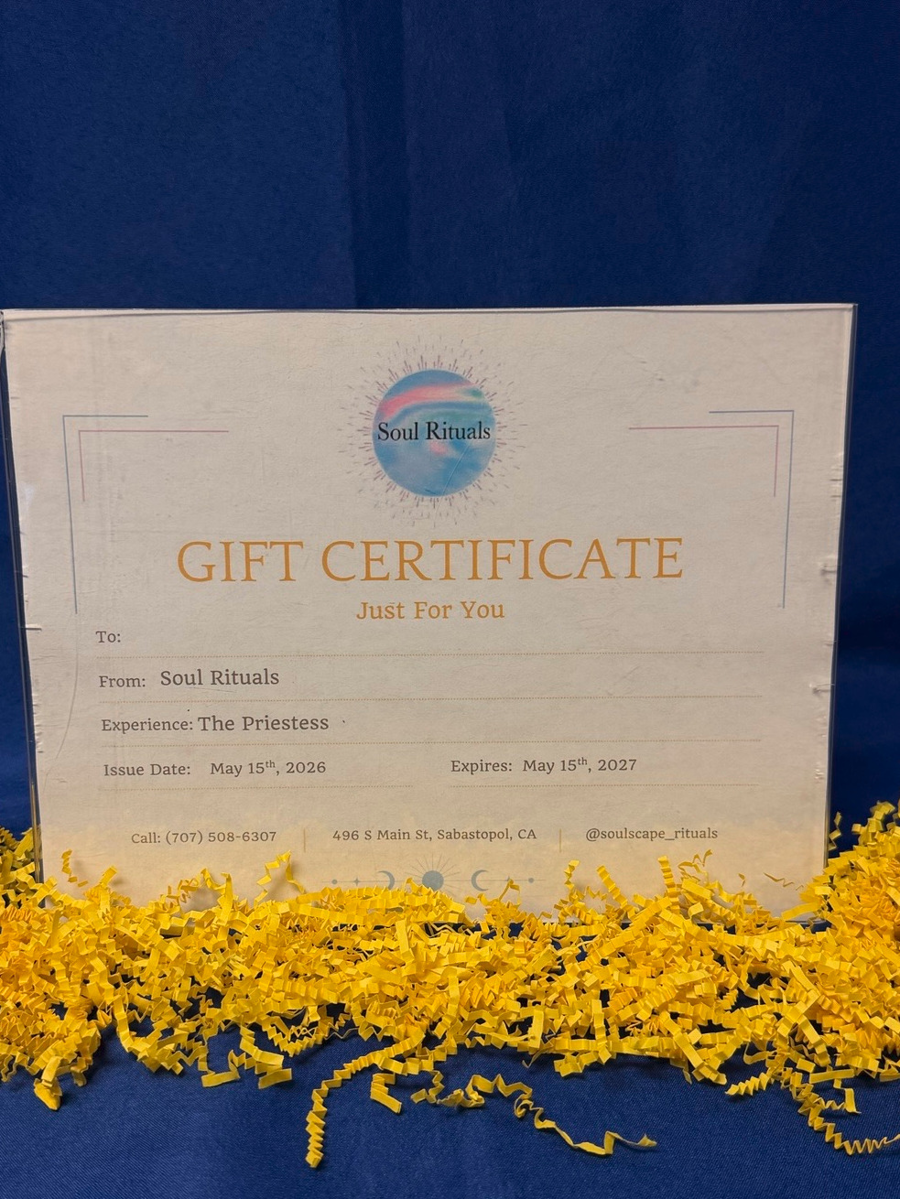 Soul Rituals
GIFT CERTIFICATE
Just For You
To:
From: Soul Rituals
Experience: The Priestess
Issue Date: May 15th, 2026 Expires: May 15th, 2027
Call: (707) 508-6307 | 496 S Main St, Sabastopol, CA | @soulscape_rituals